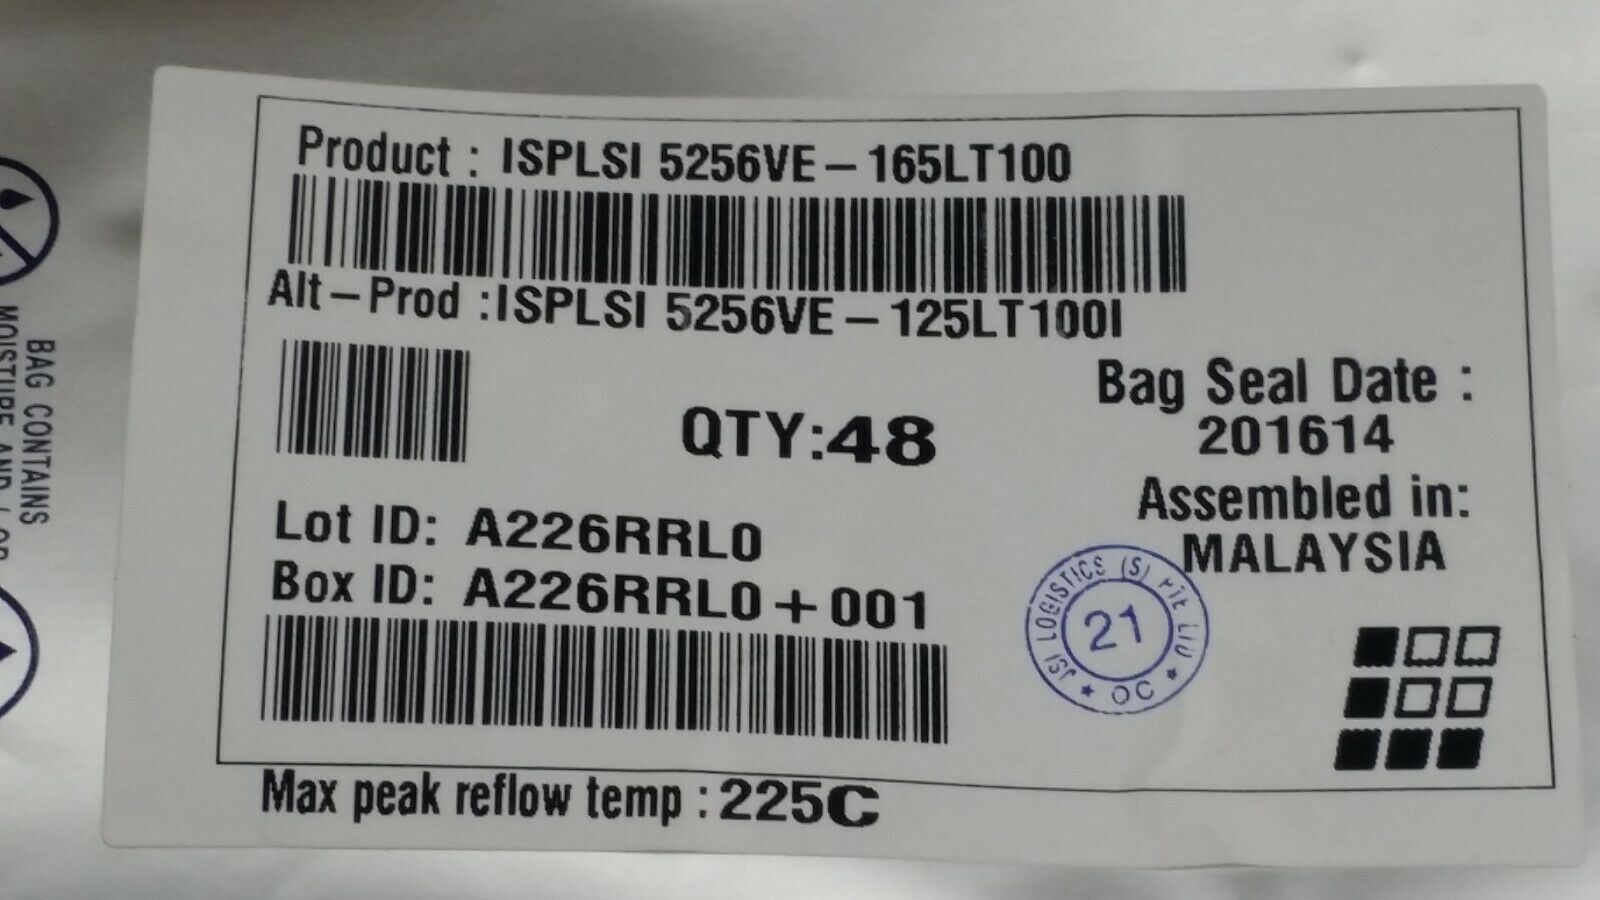 Product : ISPLSI 5256VE-165LT100
Alt-Prod :ISPLSI 5256VE-125LT100I
QTY:48
Bag Seal Date :
201614
Assembled in:
MALAYSIA
Lot ID: A226RRL0
Box ID: A226RRL0+001
JSI LOGISTICS (S) PTE LTD
21
★ QC ★
Max peak reflow temp :225C
BAG CONTAINS
MOISTURE AND